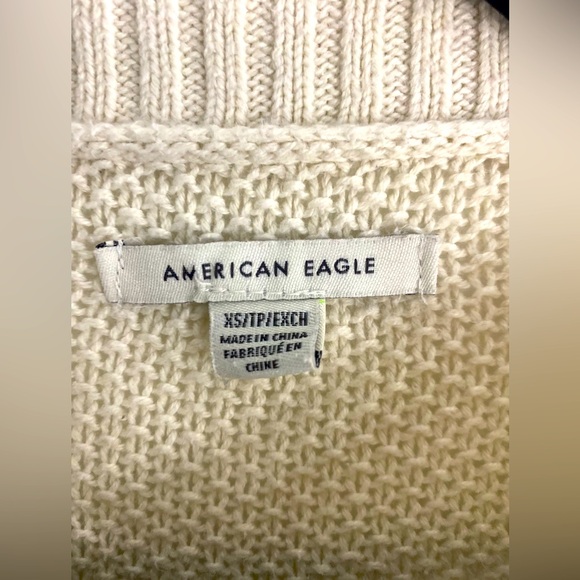 AMERICAN EAGLE
XS/TP/EXCH
MADE IN CHINA
FABRIQUÉ EN
CHINE